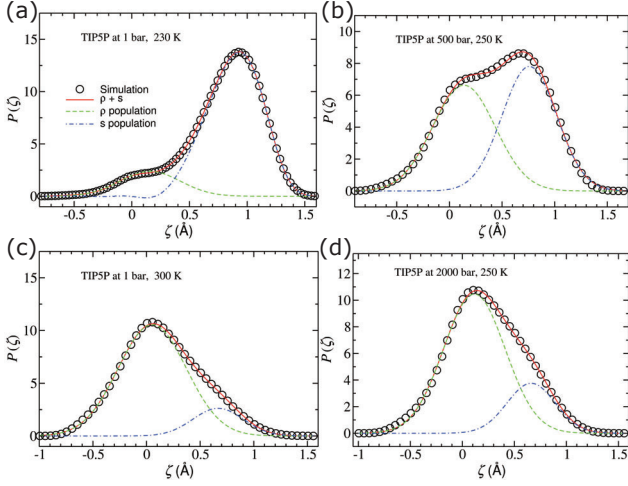 (a)
TIP5P at 1 bar, 230 K
Simulation
ρ + s
ρ population
s population
P(ζ)
15
10
5
0
-0.5 0 0.5 1 1.5
ζ (Å)
(b)
TIP5P at 500 bar, 250 K
P(ζ)
10
8
6
4
2
0
-0.5 0 0.5 1 1.5
ζ (Å)
(c)
TIP5P at 1 bar, 300 K
P(ζ)
15
10
5
0
-1 -0.5 0 0.5 1 1.5
ζ (Å)
(d)
TIP5P at 2000 bar, 250 K
P(ζ)
12
10
8
6
4
2
0
-1 -0.5 0 0.5 1 1.5
ζ (Å)